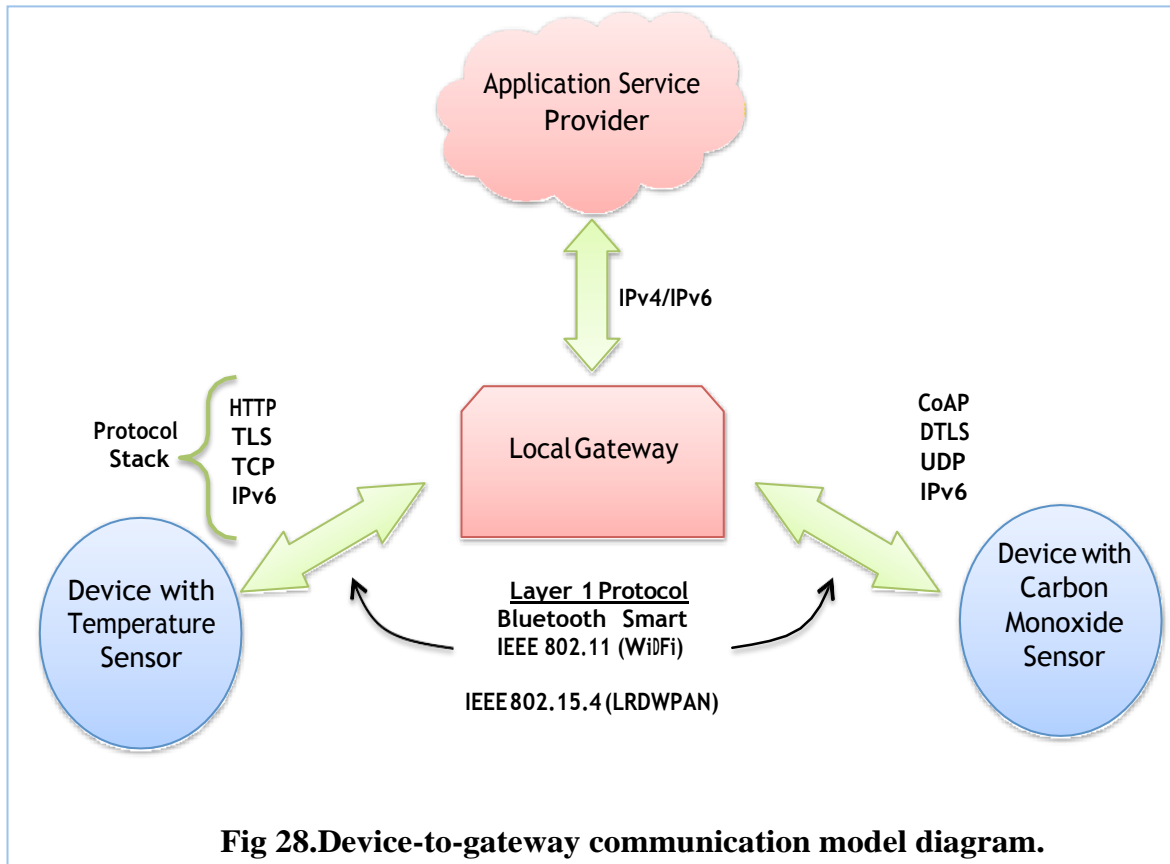 Application Service
Provider
IPv4/IPv6
Protocol
Stack
HTTP
TLS
TCP
IPv6
Local Gateway
CoAP
DTLS
UDP
IPv6
Device with
Temperature
Sensor
Layer 1 Protocol
Bluetooth Smart
IEEE 802.11 (WiDFi)
IEEE 802.15.4 (LRDWPAN)
Device with
Carbon
Monoxide
Sensor
Fig 28.Device-to-gateway communication model diagram.